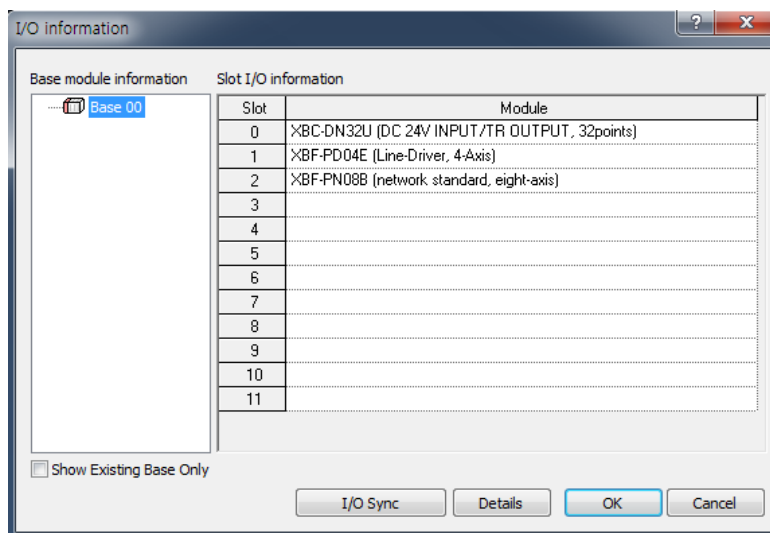 I/O information
Base module information
Slot I/O information
Base 00
Slot Module
0 XBC-DN32U (DC 24V INPUT/TR OUTPUT, 32points)
1 XBF-PD04E (Line-Driver, 4-Axis)
2 XBF-PN08B (network standard, eight-axis)
3
4
5
6
7
8
9
10
11
Show Existing Base Only
I/O Sync Details OK Cancel